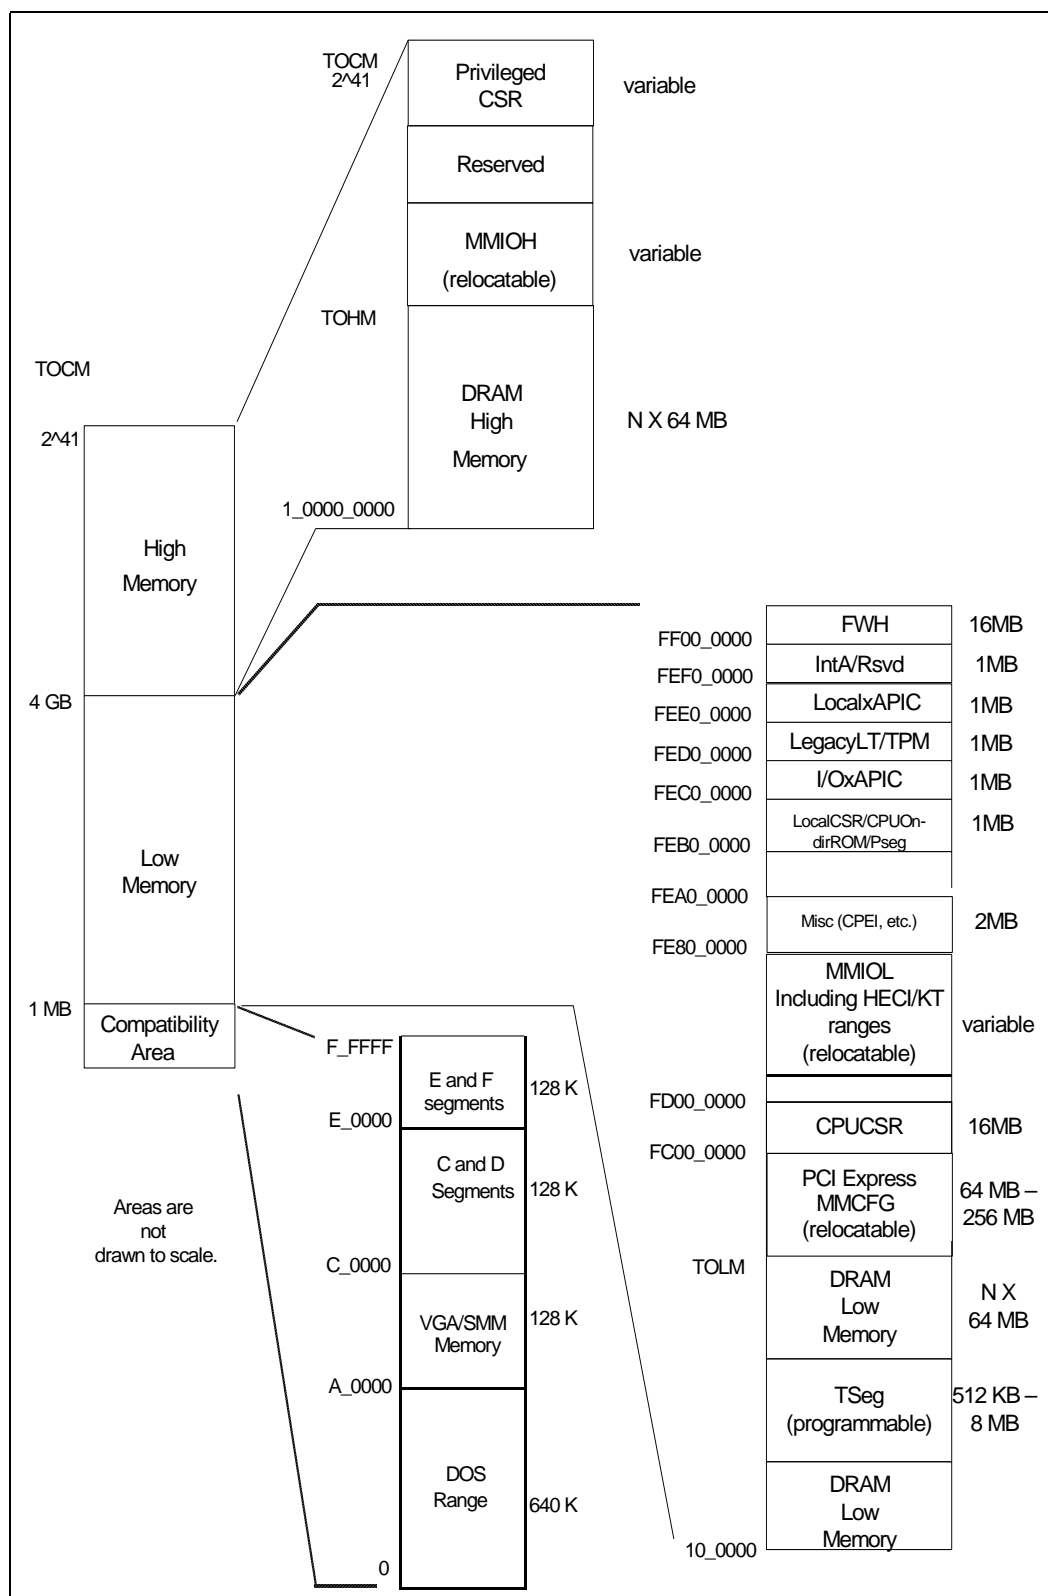 TOCM
2^41
Privileged
CSR
variable
Reserved
MMIOH
(relocatable)
variable
TOHM
DRAM
High
Memory
N X 64 MB
1_0000_0000
TOCM
2^41
High
Memory
4 GB
Low
Memory
1 MB
Compatibility
Area
FWH
16MB
FF00_0000
IntA/Rsvd
1MB
FEF0_0000
LocalxAPIC
1MB
FEE0_0000
LegacyLT/TPM
1MB
FED0_0000
I/OxAPIC
1MB
FEC0_0000
LocalCSR/CPUOn-
dirROM/Pseg
1MB
FEB0_0000
FEA0_0000
Misc (CPEI, etc.)
2MB
FE80_0000
MMIOL
Including HECI/KT
ranges
(relocatable)
variable
FD00_0000
CPUCSR
16MB
FC00_0000
PCI Express
MMCFG
(relocatable)
64 MB –
256 MB
TOLM
DRAM
Low
Memory
N X
64 MB
TSeg
(programmable)
512 KB –
8 MB
DRAM
Low
Memory
10_0000
F_FFFF
E and F
segments
128 K
E_0000
C and D
Segments
128 K
C_0000
VGA/SMM
Memory
128 K
A_0000
DOS
Range
640 K
0
Areas are
not
drawn to scale.